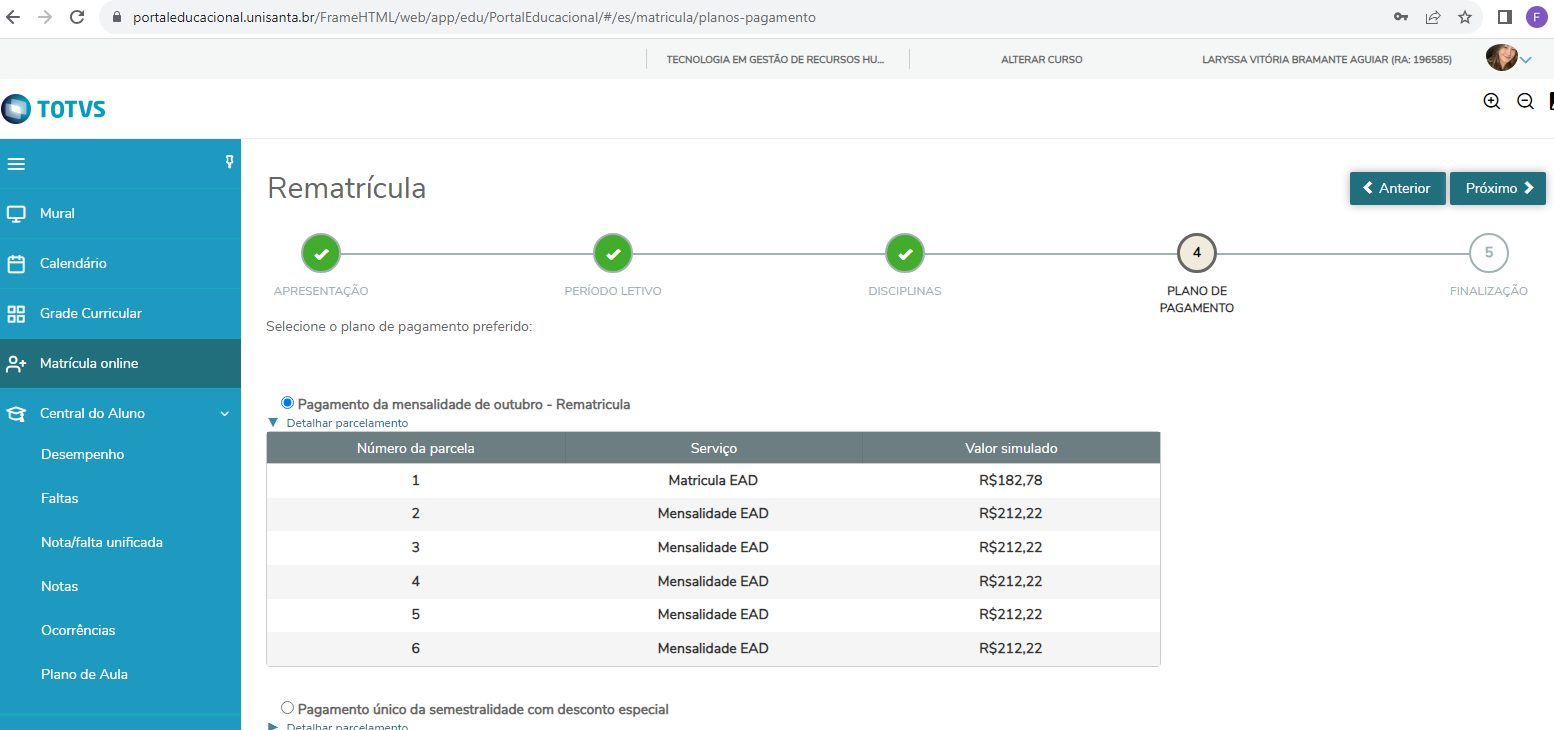 portaleducacional.unisanta.br/FrameHTML/web/app/edu/PortalEducacional/#/es/matricula/planos-pagamento
F
TECNOLOGIA EM GESTÃO DE RECURSOS HU...
ALTERAR CURSO
LARYSSA VITÓRIA BRAMANTE AGUIAR (RA: 196585)
TOTVS
Mural
Calendário
Grade Curricular
Matrícula online
Central do Aluno
Desempenho
Faltas
Nota/falta unificada
Notas
Ocorrências
Plano de Aula
Rematrícula
Anterior
Próximo
4
5
APRESENTAÇÃO
PERÍODO LETIVO
DISCIPLINAS
PLANO DE
PAGAMENTO
FINALIZAÇÃO
Selecione o plano de pagamento preferido:
Pagamento da mensalidade de outubro - Rematricula
Detalhar parcelamento
Número da parcela Serviço Valor simulado
1 Matricula EAD R$182,78
2 Mensalidade EAD R$212,22
3 Mensalidade EAD R$212,22
4 Mensalidade EAD R$212,22
5 Mensalidade EAD R$212,22
6 Mensalidade EAD R$212,22
Pagamento único da semestralidade com desconto especial
Detalhar parcelamento